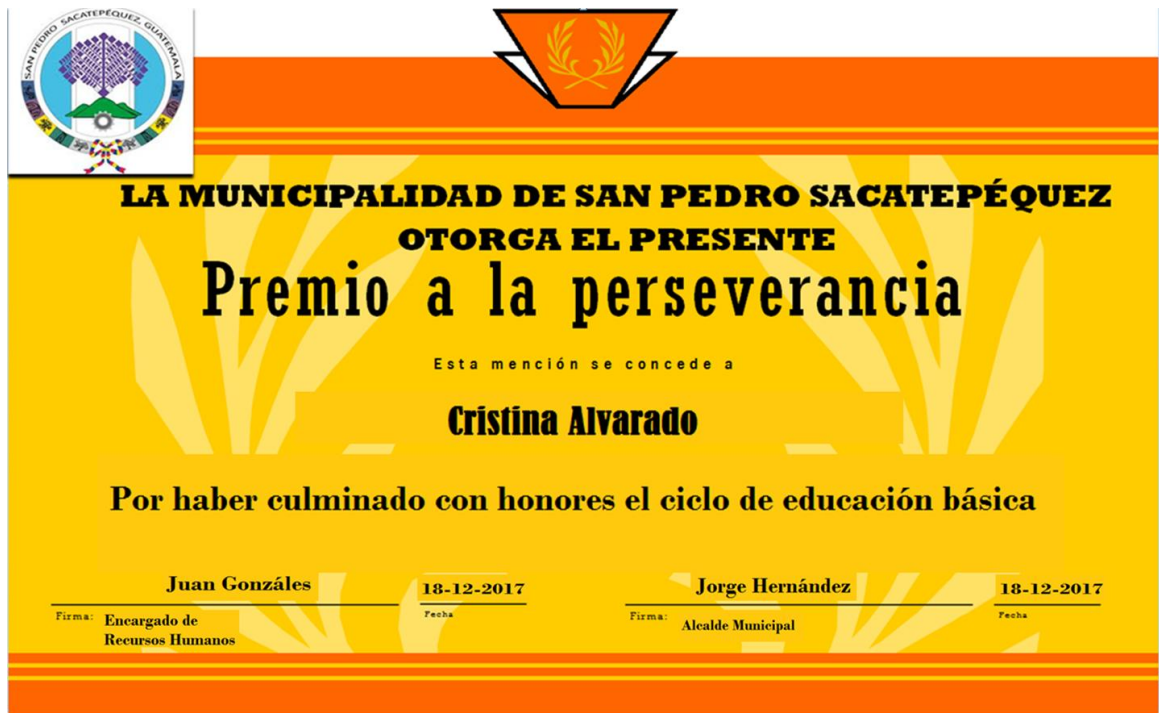 SAN PEDRO SACATEPÉQUEZ, GUATEMALA
LA MUNICIPALIDAD DE SAN PEDRO SACATEPÉQUEZ
OTORGA EL PRESENTE
Premio a la perseverancia
Esta mención se concede a
Cristina Alvarado
Por haber culminado con honores el ciclo de educación básica
Juan Gonzáles 18-12-2017 Jorge Hernández 18-12-2017
Firma: Encargado de Fecha Firma: Alcalde Municipal Fecha
Recursos Humanos